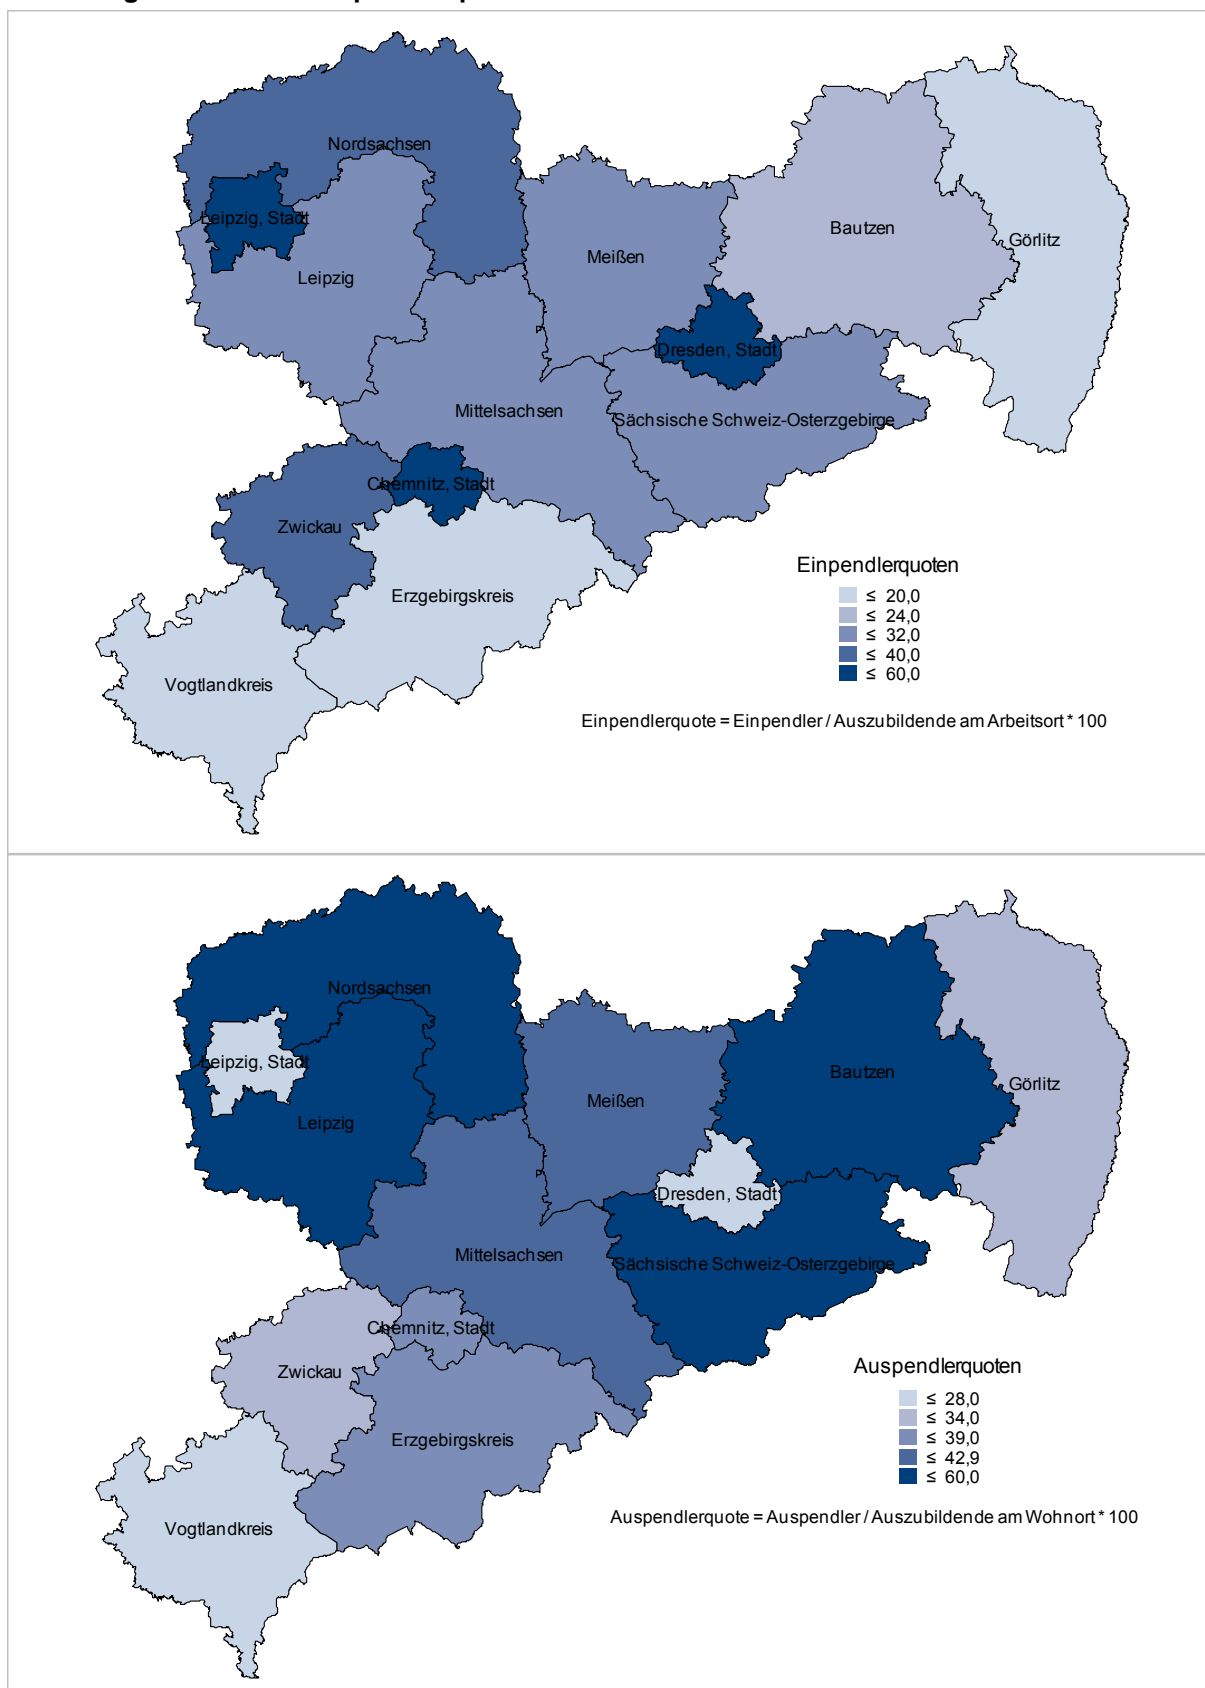 Nordsachsen
Leipzig, Stadt
Leipzig
Meißen
Bautzen
Görlitz
Dresden, Stadt
Mittelsachsen
Sächsische Schweiz-Osterzgebirge
Chemnitz, Stadt
Zwickau
Erzgebirgskreis
Vogtlandkreis
Einpendlerquoten
≤ 20,0
≤ 24,0
≤ 32,0
≤ 40,0
≤ 60,0
Einpendlerquote = Einpendler / Auszubildende am Arbeitsort * 100
Nordsachsen
Leipzig, Stadt
Leipzig
Meißen
Bautzen
Görlitz
Dresden, Stadt
Mittelsachsen
Sächsische Schweiz-Osterzgebirge
Chemnitz, Stadt
Zwickau
Erzgebirgskreis
Vogtlandkreis
Auspendlerquoten
≤ 28,0
≤ 34,0
≤ 39,0
≤ 42,9
≤ 60,0
Auspendlerquote = Auspendler / Auszubildende am Wohnort * 100